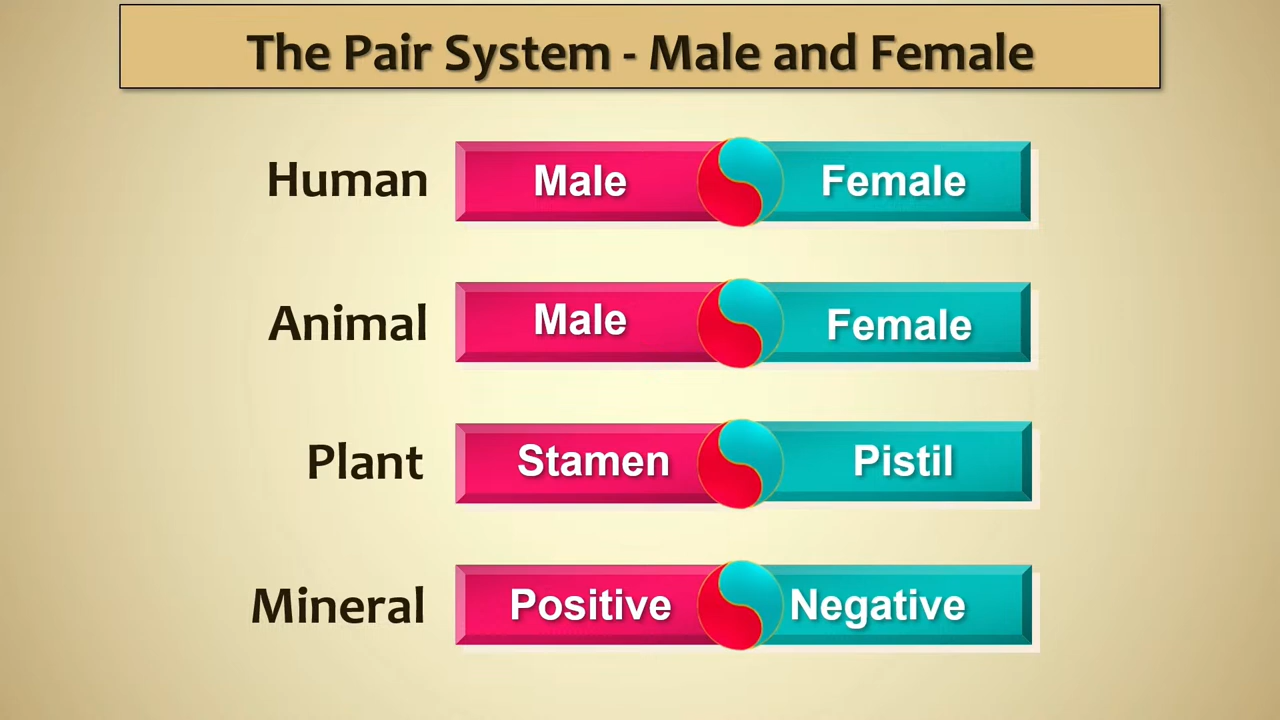 The Pair System - Male and Female
Human Male Female
Animal Male Female
Plant Stamen Pistil
Mineral Positive Negative